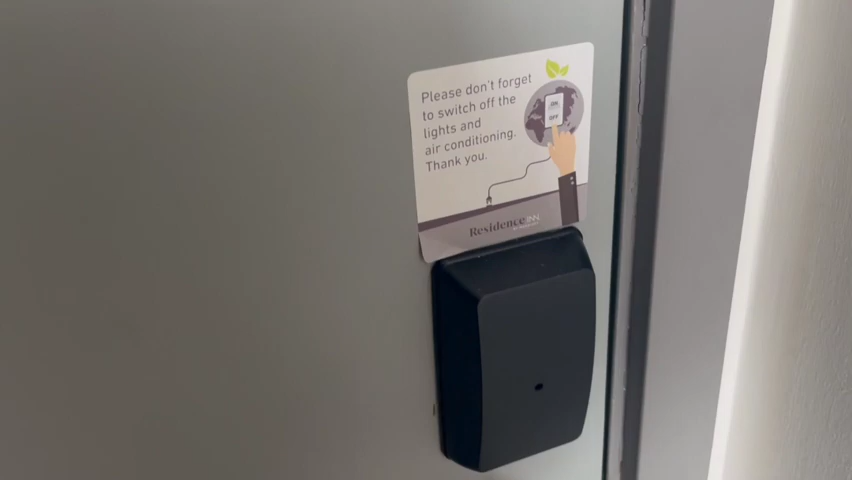 Please don't forget
to switch off the
lights and
air conditioning.
Thank you.
ON
OFF
Residence INN